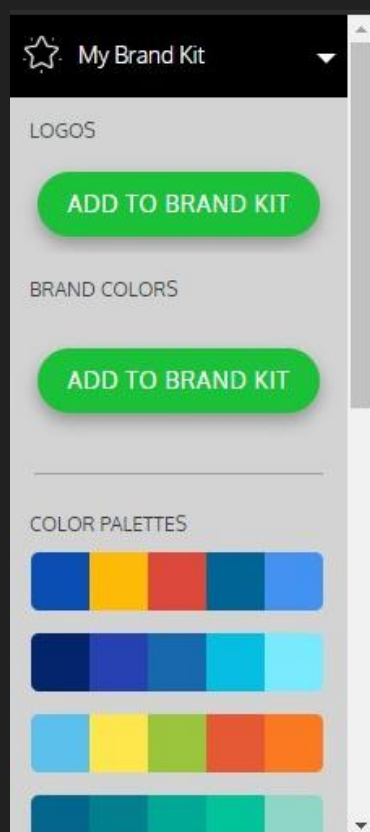 My Brand Kit
LOGOS
ADD TO BRAND KIT
BRAND COLORS
ADD TO BRAND KIT
COLOR PALETTES